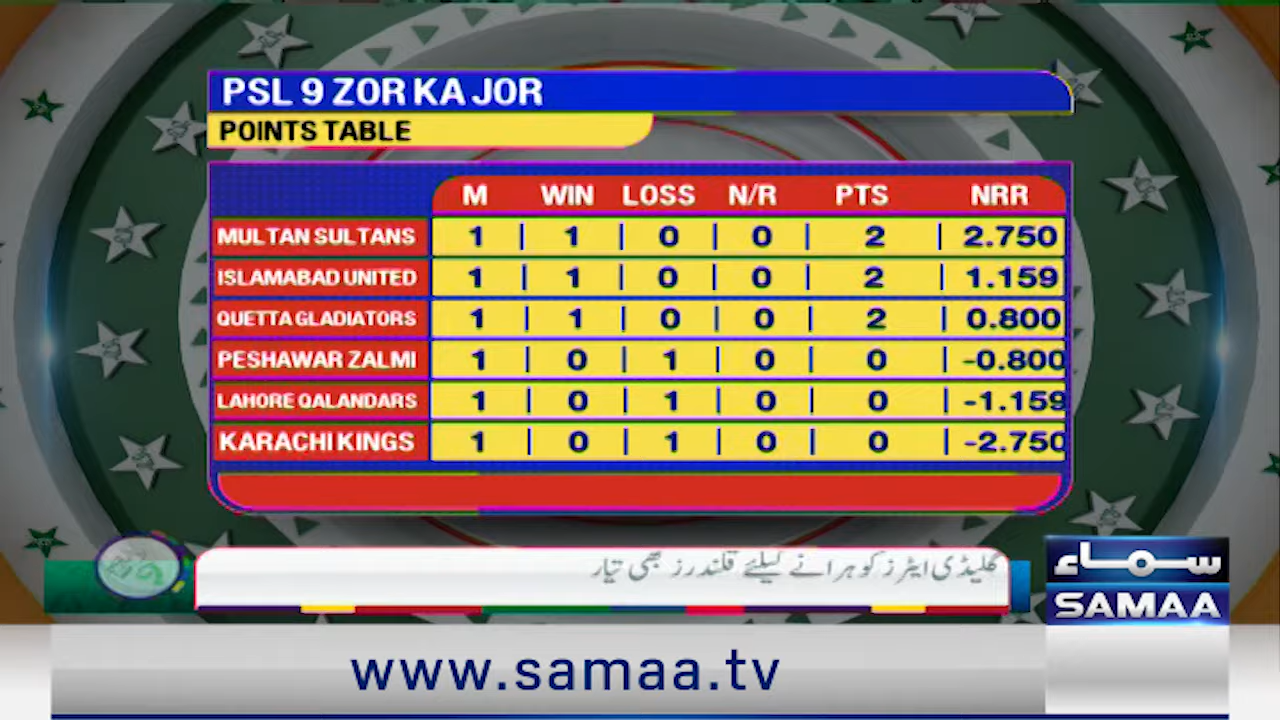 PSL 9 ZOR KA JOR
POINTS TABLE
M WIN LOSS N/R PTS NRR
MULTAN SULTANS 1 | 1 | 0 | 0 | 2 | 2.750
ISLAMABAD UNITED 1 | 1 | 0 | 0 | 2 | 1.159
QUETTA GLADIATORS 1 | 1 | 0 | 0 | 2 | 0.800
PESHAWAR ZALMI 1 | 0 | 1 | 0 | 0 | -0.800
LAHORE QALANDARS 1 | 0 | 1 | 0 | 0 | -1.159
KARACHI KINGS 1 | 0 | 1 | 0 | 0 | -2.750
گلیڈی ایٹرز کو ہرانے کیلئے قلندرز بھی تیار
سماء
SAMAA
www.samaa.tv